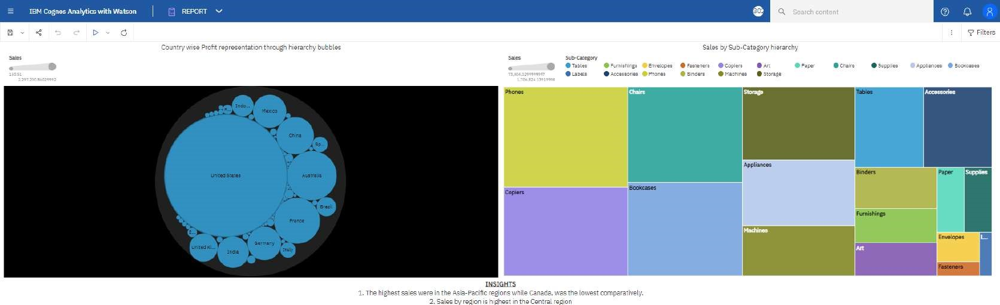 IBM Cognos Analytics with Watson
REPORT
Search content
Filters
Country wise Profit representation through hierarchy bubbles
Sales
2,297,200.86029992
Indo...
Mexico
China
Sp...
United States
Australia
Brazil
France
Germany
Italy
India
United Ki...
E...
Sales by Sub-Category hierarchy
Sales
73,404.0299999997
1,706,824.13919998
Sub-Category
Tables Furnishings Envelopes Fasteners Copiers Art Paper Chairs Supplies Appliances Bookcases
Labels Accessories Phones Binders Machines Storage
Phones
Chairs
Storage
Tables
Accessories
Appliances
Binders
Paper
Supplies
Copiers
Bookcases
Furnishings
Machines
Envelopes
L...
Art
Fasteners
INSIGHTS
1. The highest sales were in the Asia-Pacific regions while Canada. was the lowest comparatively.
2. Sales by region is highest in the Central region